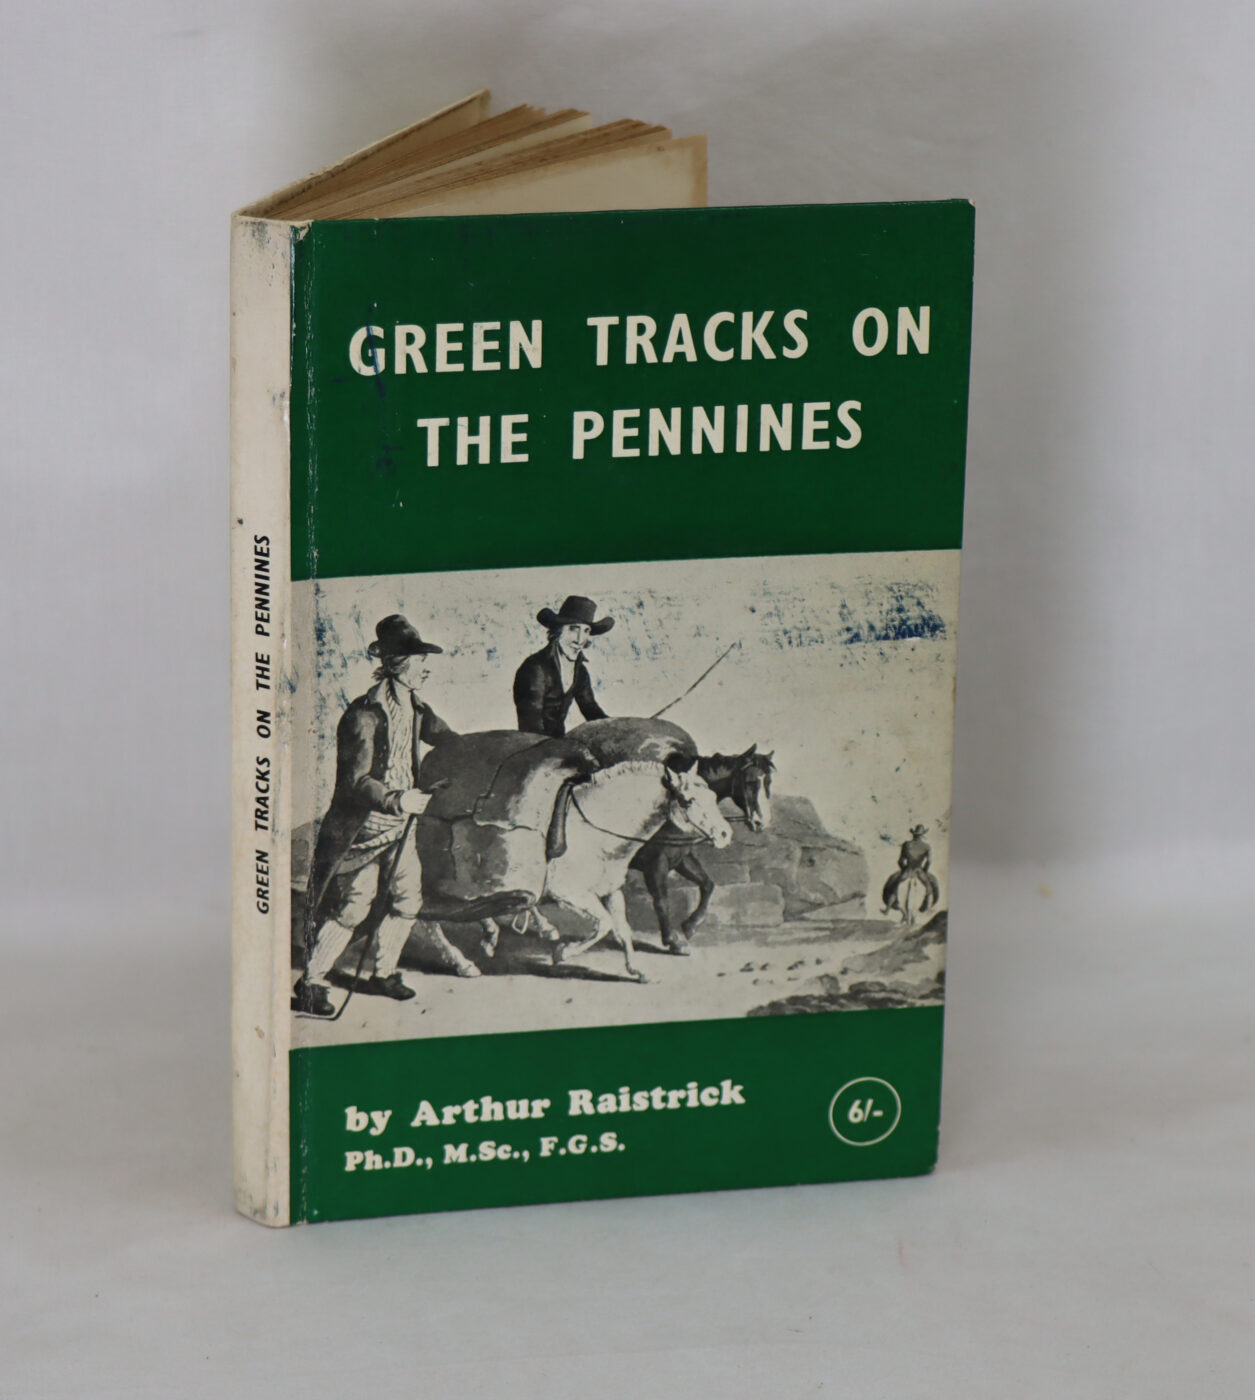 GREEN TRACKS ON THE PENNINES
GREEN TRACKS ON
THE PENNINES
by Arthur Raistrick
Ph.D., M.Sc., F.G.S.
6/-